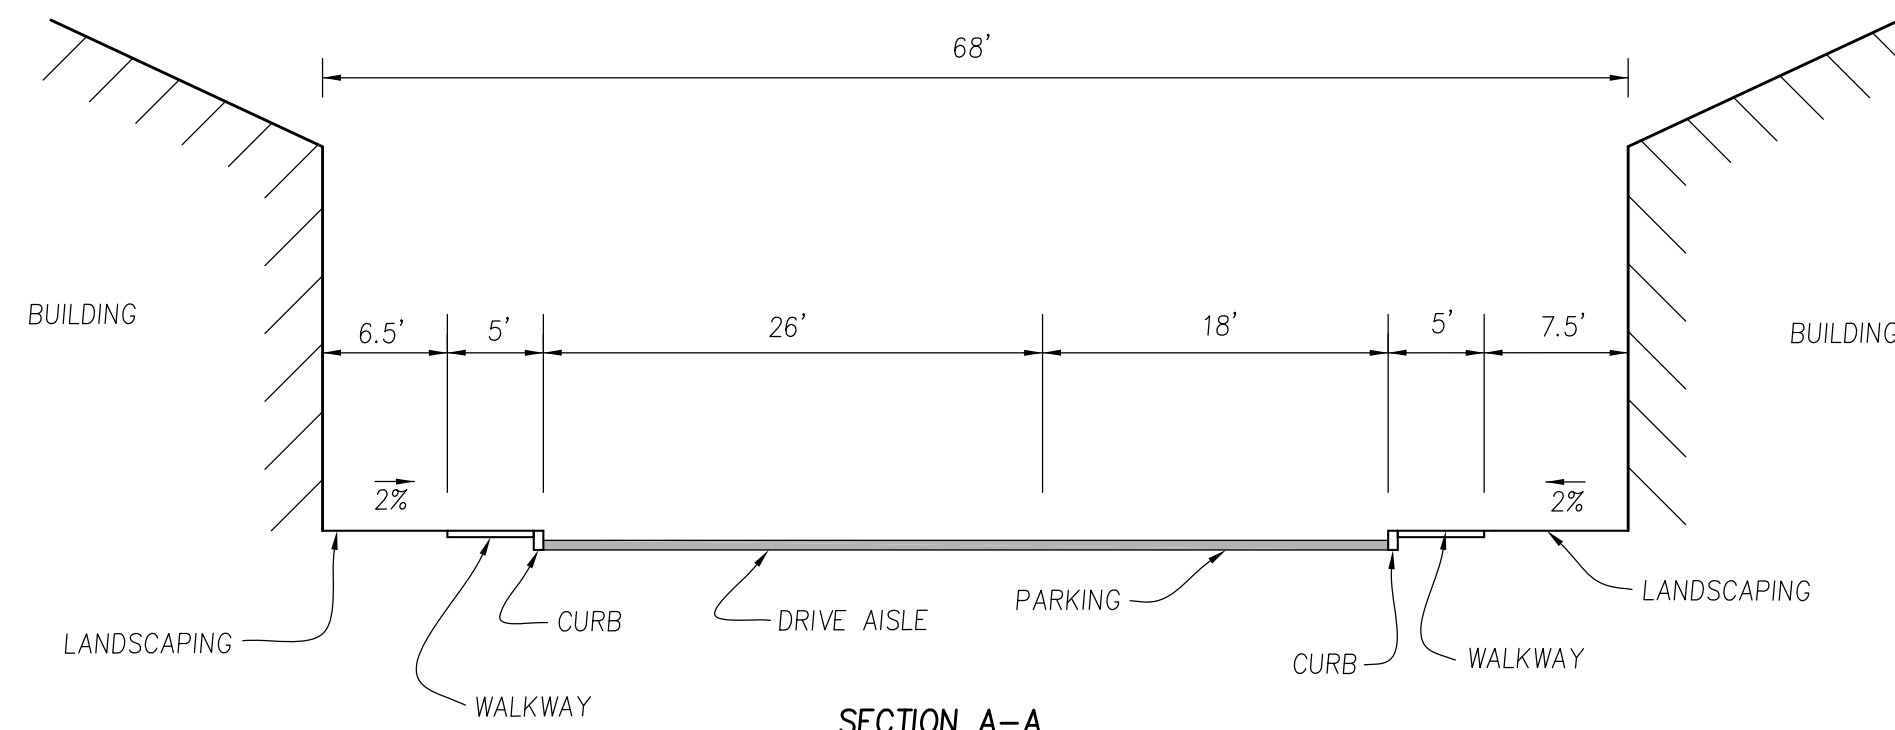 68'
BUILDING
6.5'
5'
26'
18'
5'
7.5'
BUILDING
2%
2%
LANDSCAPING
WALKWAY
CURB
DRIVE AISLE
PARKING
CURB
WALKWAY
LANDSCAPING
SECTION A-A